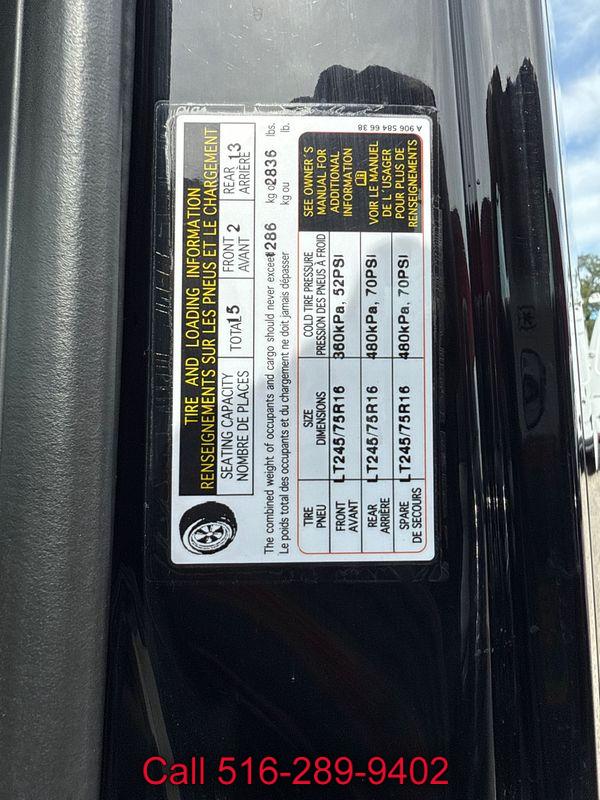 TIRE AND LOADING INFORMATION
RENSEIGNEMENTS SUR LES PNEUS ET LE CHARGEMENT
SEATING CAPACITY
NOMBRE DE PLACES
TOTAL 15
FRONT
AVANT
2
REAR
ARRIÈRE
13
The combined weight of occupants and cargo should never exceed 1286 kg o 2836 lbs.
Le poids total des occupants et du chargement ne doit jamais dépasser kg ou lb.
TIRE
PNEU
SIZE
DIMENSIONS
COLD TIRE PRESSURE
PRESSION DES PNEUS À FROID
FRONT
AVANT
LT245/75R16
360kPa, 52PSI
REAR
ARRIÈRE
LT245/75R16
480kPa, 70PSI
SPARE
DE SECOURS
LT245/75R16
480kPa, 70PSI
SEE OWNER'S
MANUAL FOR
ADDITIONAL
INFORMATION
VOIR LE MANUEL
DE L'USAGER
POUR PLUS DE
RENSEIGNEMENTS
A 906 584 66 38
Call 516-289-9402